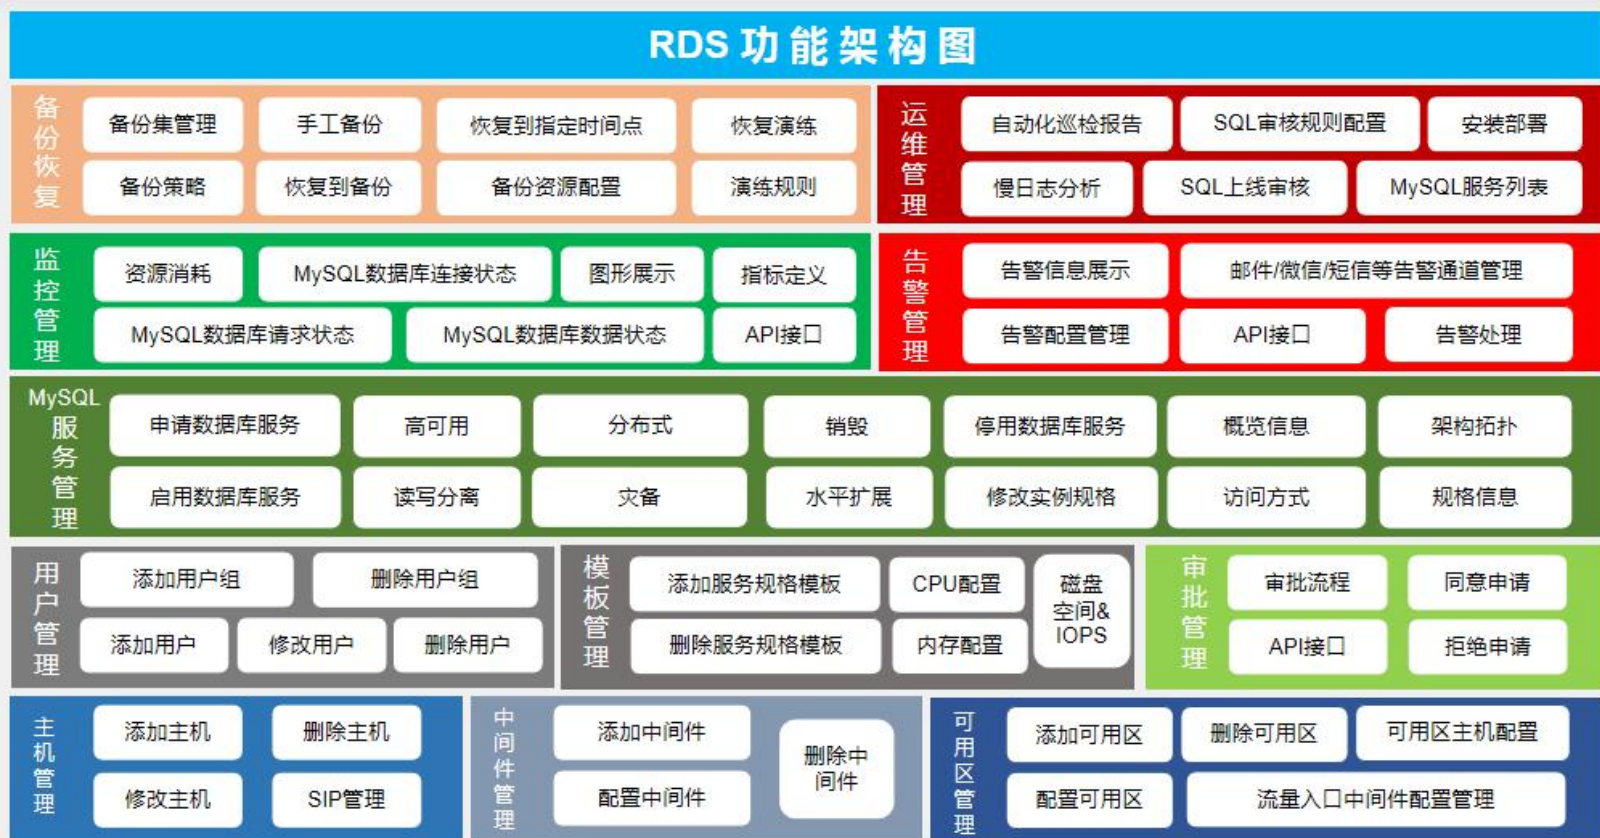 RDS 功能架构图
备份恢复
备份集管理
手工备份
恢复到指定时间点
恢复演练
备份策略
恢复到备份
备份资源配置
演练规则
运维管理
自动化巡检报告
SQL审核规则配置
安装部署
慢日志分析
SQL上线审核
MySQL服务列表
监控管理
资源消耗
MySQL数据库连接状态
图形展示
指标定义
MySQL数据库请求状态
MySQL数据库数据状态
API接口
告警管理
告警信息展示
邮件/微信/短信等告警通道管理
告警配置管理
API接口
告警处理
MySQL
服务管理
申请数据库服务
高可用
分布式
销毁
停用数据库服务
概览信息
架构拓扑
启用数据库服务
读写分离
灾备
水平扩展
修改实例规格
访问方式
规格信息
用户管理
添加用户组
删除用户组
添加用户
修改用户
删除用户
模板管理
添加服务规格模板
CPU配置
磁盘
空间&
IOPS
删除服务规格模板
内存配置
审批管理
审批流程
同意申请
API接口
拒绝申请
主机管理
添加主机
删除主机
修改主机
SIP管理
中间件管理
添加中间件
删除中
间件
配置中间件
可用区管理
添加可用区
删除可用区
可用区主机配置
配置可用区
流量入口中间件配置管理